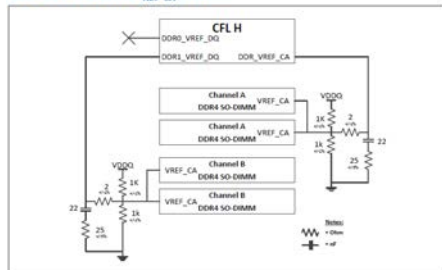 CFL H
DDR0_VREF_DQ
DDR1_VREF_DQ DDR_VREF_CA
Channel A
VREF_CA
DDR4 SO-DIMM
Channel A
VREF_CA
DDR4 SO-DIMM
VDDQ
1K
2
1k
22
25
Channel B
VREF_CA
DDR4 SO-DIMM
Channel B
VREF_CA
DDR4 SO-DIMM
VDDQ
1K
2
1k
22
25
Notes:
= Ohm
= nF